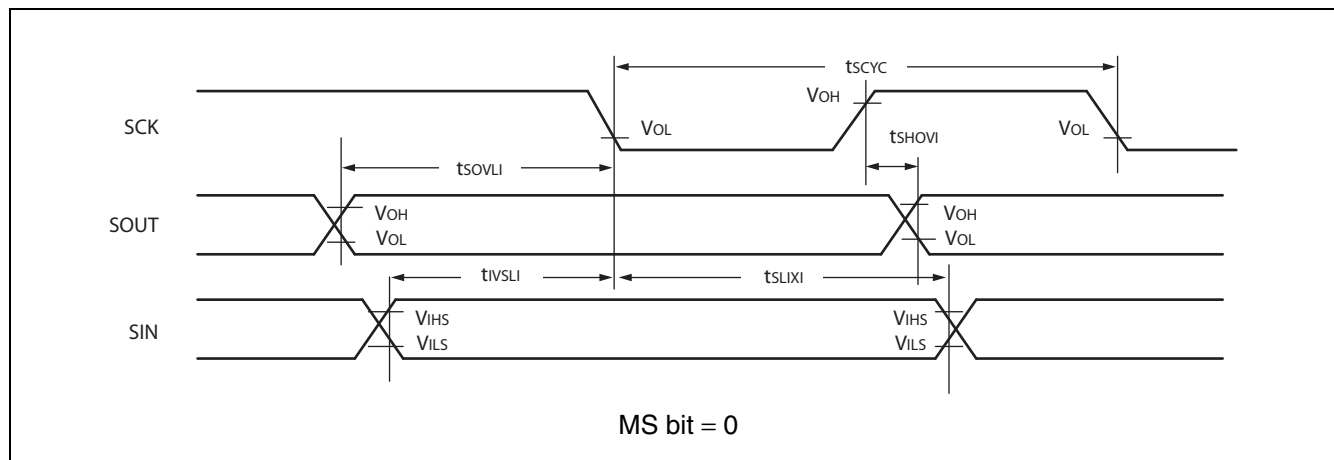 tSCYC
VOH
SCK
VOL
VOL
tSHOVI
tSOVLI
VOH
VOH
SOUT
VOL
VOL
tIVSLI
tSLIXI
VIHS
VIHS
SIN
VILS
VILS
MS bit = 0